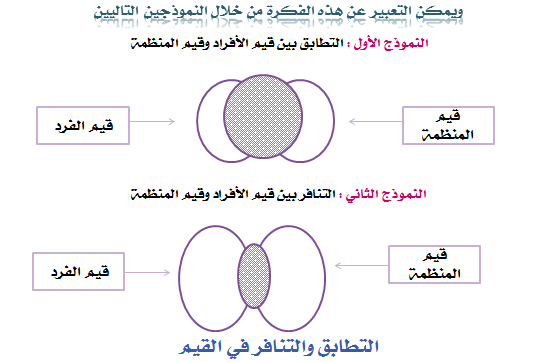 ويمكن التعبير عن هذه الفكرة من خلال النموذجين التاليين
النموذج الأول : التطابق بين قيم الأفراد وقيم المنظمة
قيم
المنظمة
قيم الفرد
النموذج الثاني : التنافر بين قيم الأفراد وقيم المنظمة
قيم
المنظمة
قيم الفرد
التطابق والتنافر في القيم